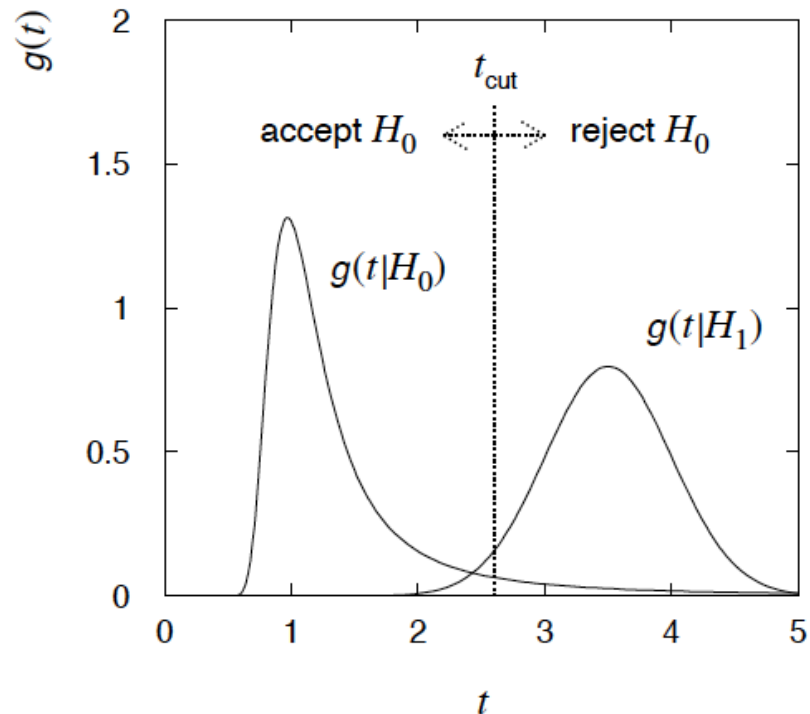 g(t)
2
t_cut
accept H_0 reject H_0
1.5
g(t|H_0)
1
g(t|H_1)
0.5
0
0 1 2 3 4 5
t